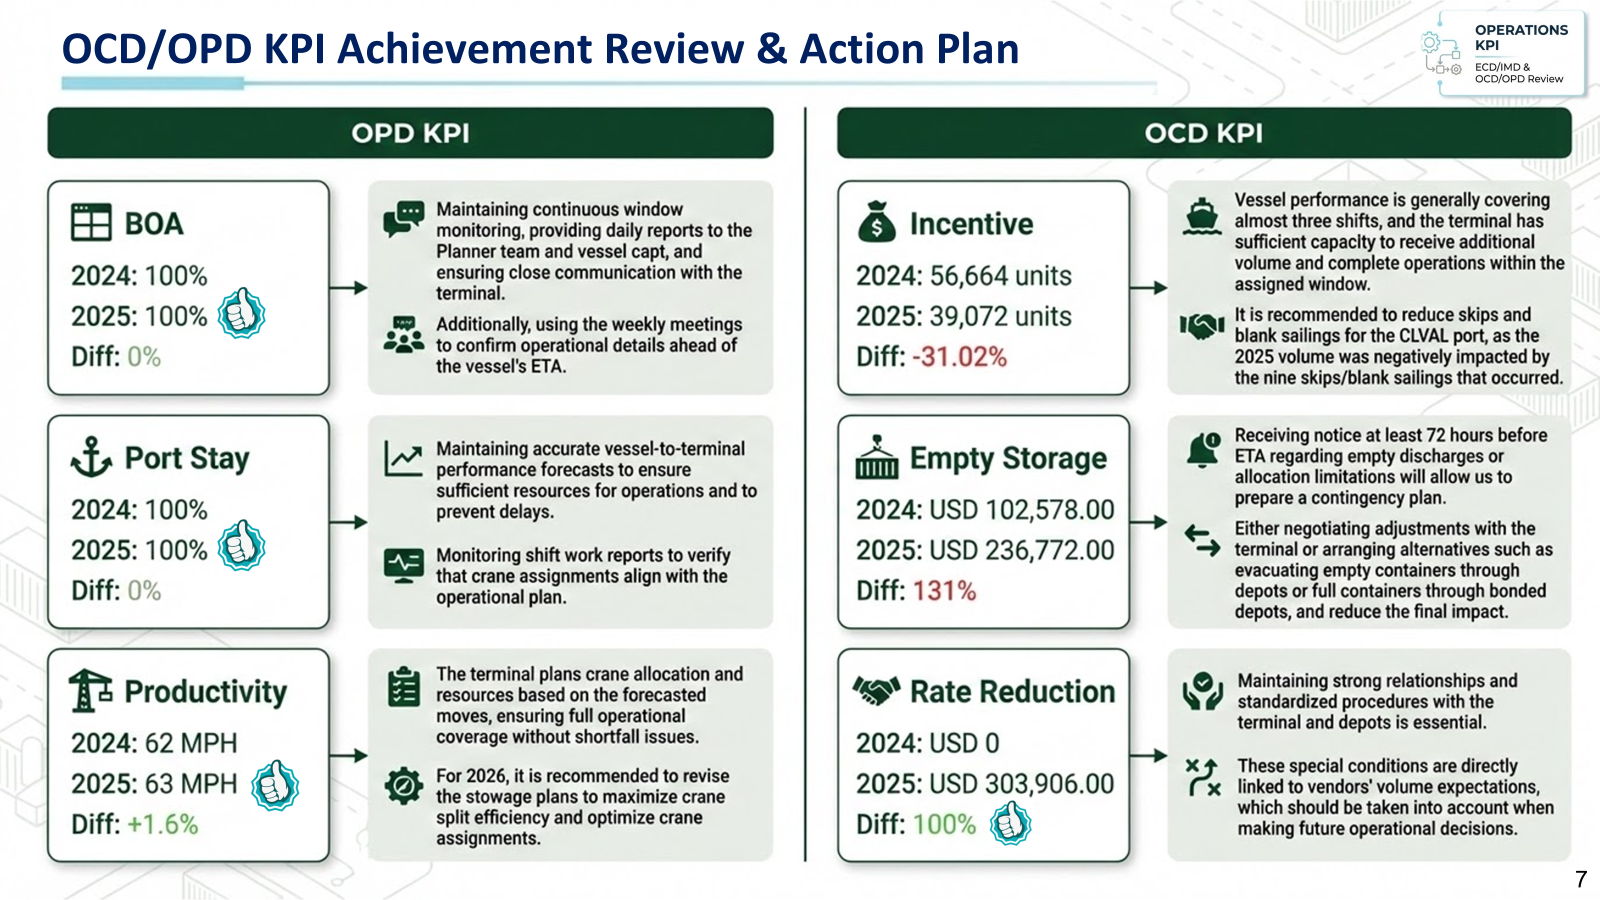 OCD/OPD KPI Achievement Review & Action Plan
OPERATIONS
KPI
ECD/IMD &
OCD/OPD Review
OPD KPI
BOA
2024: 100%
2025: 100%
Diff: 0%
Maintaining continuous window
monitoring, providing daily reports to the
Planner team and vessel capt, and
ensuring close communication with the
terminal.
Additionally, using the weekly meetings
to confirm operational details ahead of
the vessel's ETA.
Port Stay
2024: 100%
2025: 100%
Diff: 0%
Maintaining accurate vessel-to-terminal
performance forecasts to ensure
sufficient resources for operations and to
prevent delays.
Monitoring shift work reports to verify
that crane assignments align with the
operational plan.
Productivity
2024: 62 MPH
2025: 63 MPH
Diff: +1.6%
The terminal plans crane allocation and
resources based on the forecasted
moves, ensuring full operational
coverage without shortfall issues.
For 2026, it is recommended to revise
the stowage plans to maximize crane
split efficiency and optimize crane
assignments.
OCD KPI
Incentive
2024: 56,664 units
2025: 39,072 units
Diff: -31.02%
Vessel performance is generally covering
almost three shifts, and the terminal has
sufficient capacity to receive additional
volume and complete operations within the
assigned window.
It is recommended to reduce skips and
blank sailings for the CLVAL port, as the
2025 volume was negatively impacted by
the nine skips/blank sailings that occurred.
Empty Storage
2024: USD 102,578.00
2025: USD 236,772.00
Diff: 131%
Receiving notice at least 72 hours before
ETA regarding empty discharges or
allocation limitations will allow us to
prepare a contingency plan.
Either negotiating adjustments with the
terminal or arranging alternatives such as
evacuating empty containers through
depots or full containers through bonded
depots, and reduce the final impact.
Rate Reduction
2024: USD 0
2025: USD 303,906.00
Diff: 100%
Maintaining strong relationships and
standardized procedures with the
terminal and depots is essential.
These special conditions are directly
linked to vendors' volume expectations,
which should be taken into account when
making future operational decisions.
7